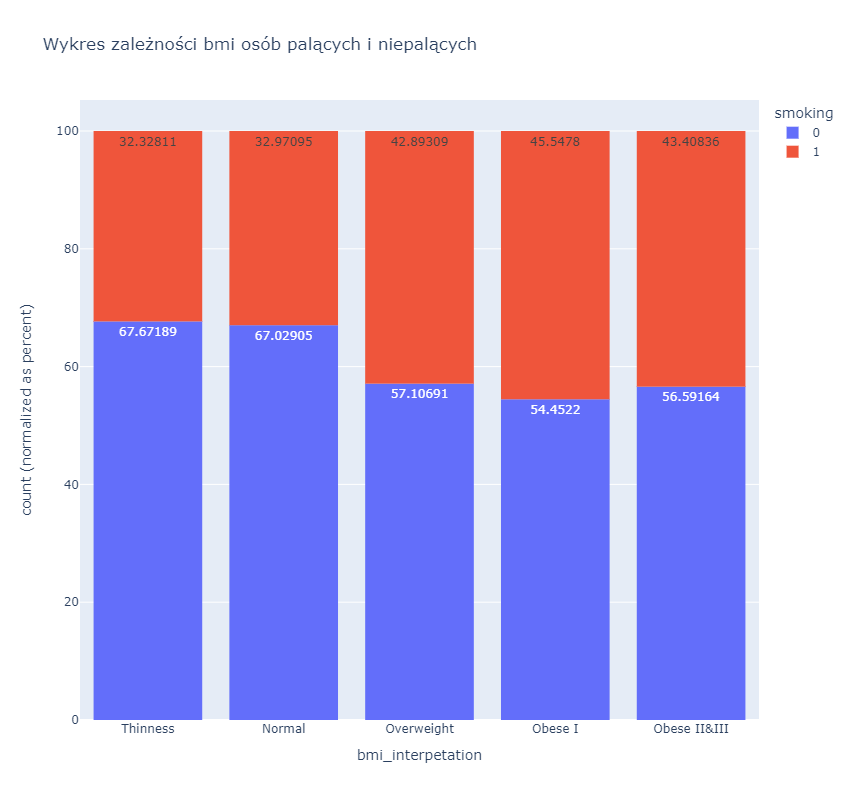 Wykres zależności bmi osób palących i niepalących
smoking
0
1
count (normalized as percent)
100
80
60
40
20
0
32.32811
32.97095
42.89309
45.5478
43.40836
67.67189
67.02905
57.10691
54.4522
56.59164
Thinness
Normal
Overweight
Obese I
Obese II&III
bmi_interpetation